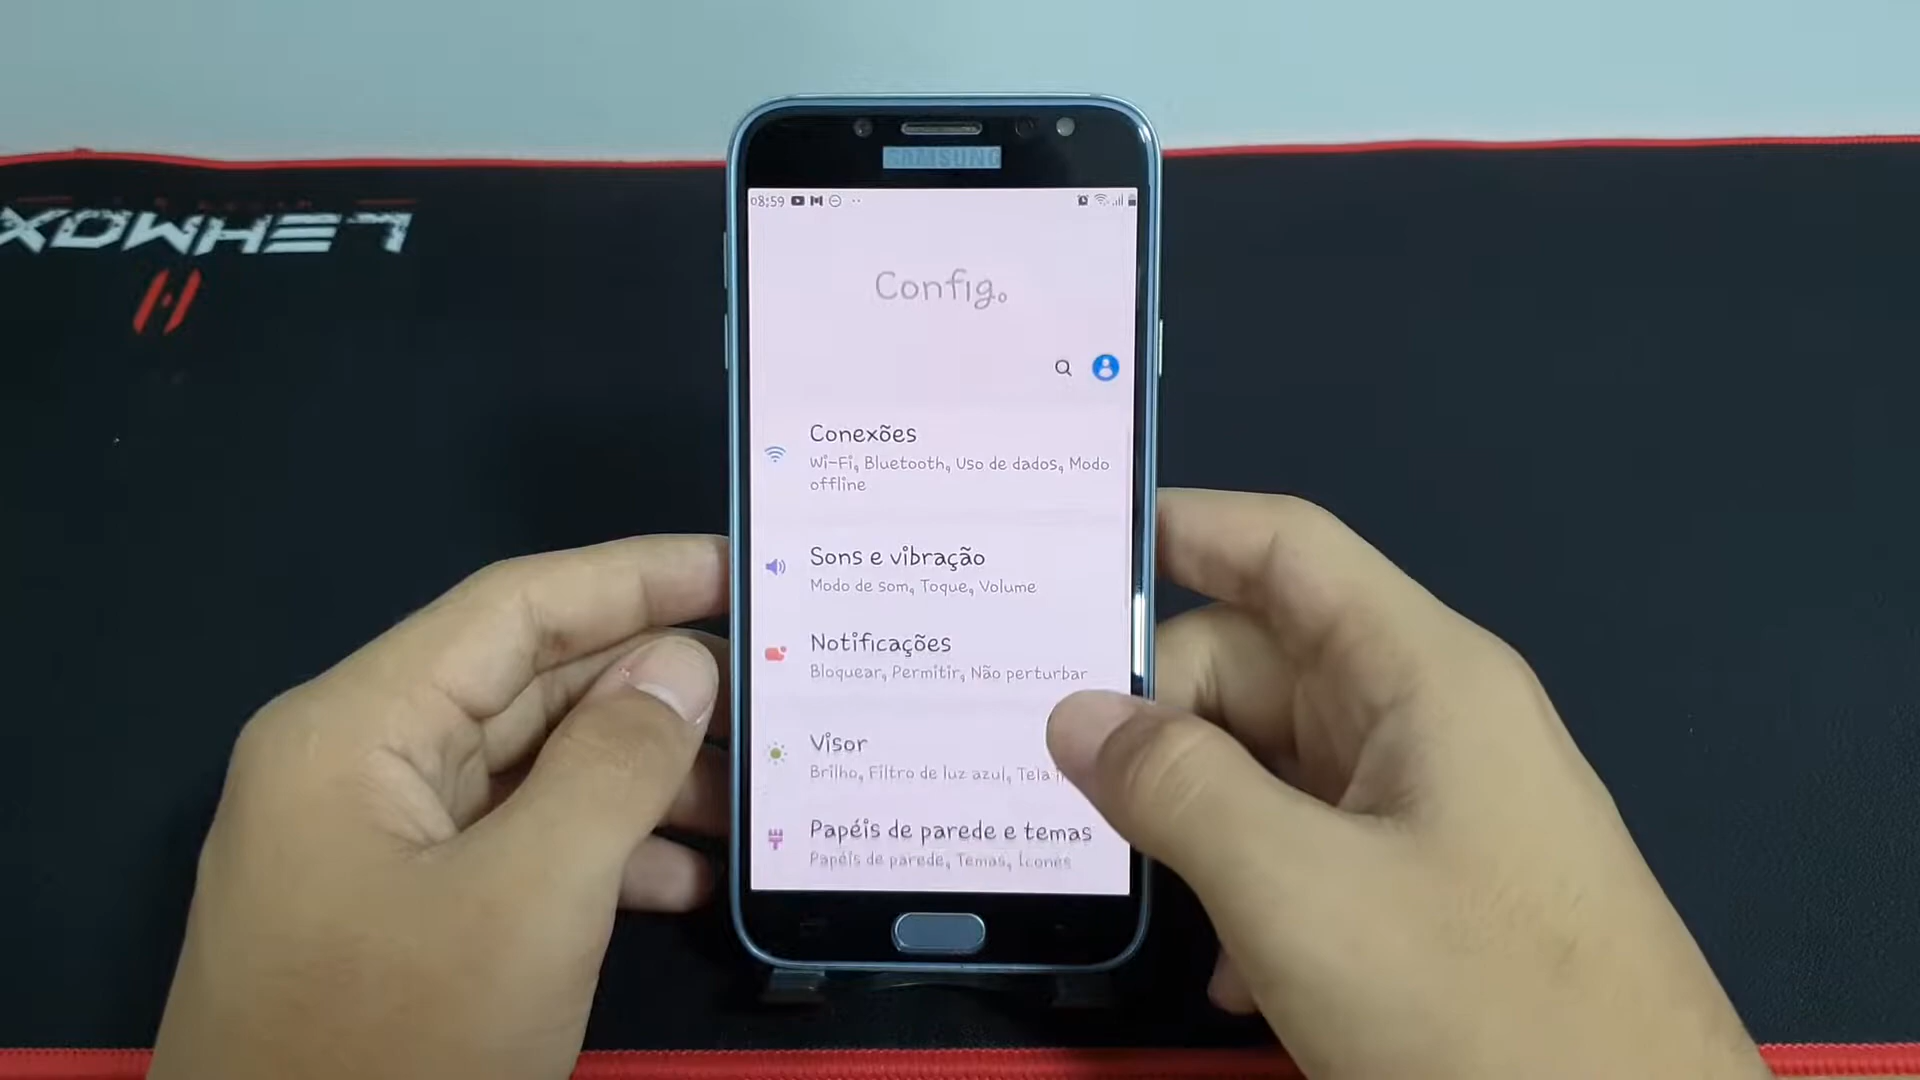 LEHMOX
SAMSUNG
08:59
Config.
Conexões
Wi-Fi, Bluetooth, Uso de dados, Modo
offline
Sons e vibração
Modo de som, Toque, Volume
Notificações
Bloquear, Permitir, Não perturbar
Visor
Brilho, Filtro de luz azul, Tela
Papéis de parede e temas
Papéis de parede, Temas, Ícones